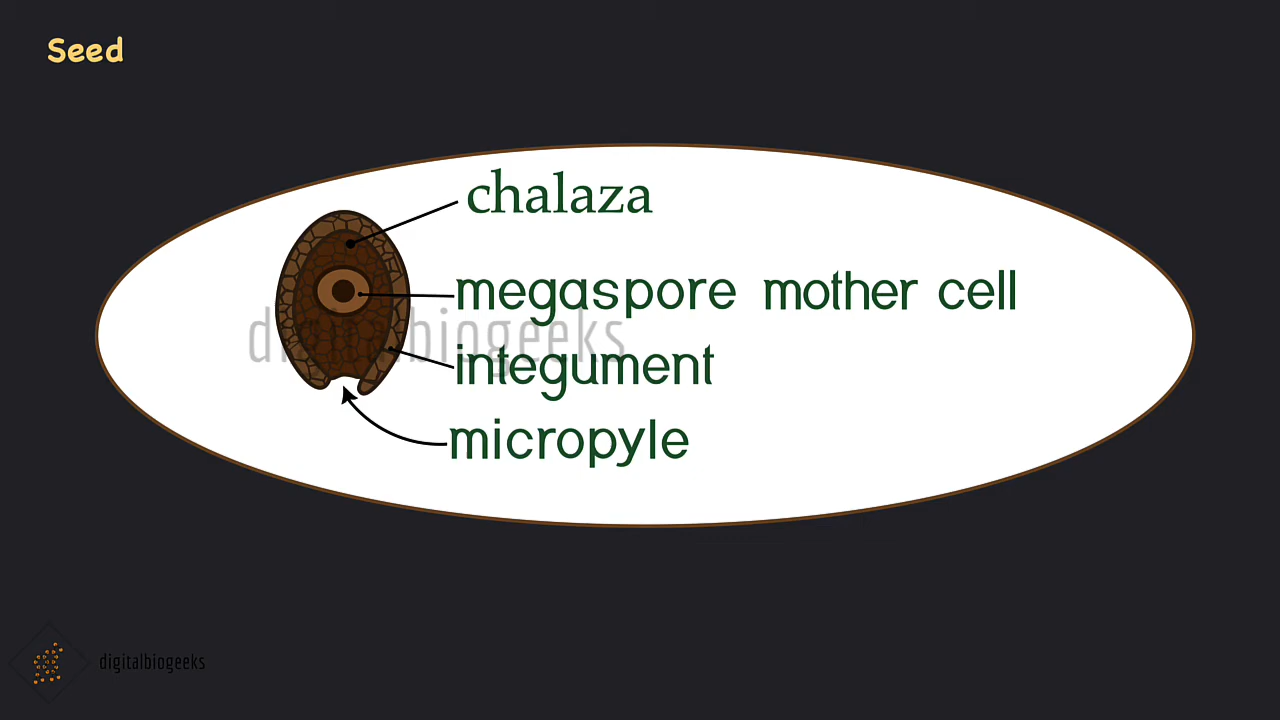 Seed
chalaza
megaspore mother cell
digitalbiogeeks
integument
micropyle
digitalbiogeeks